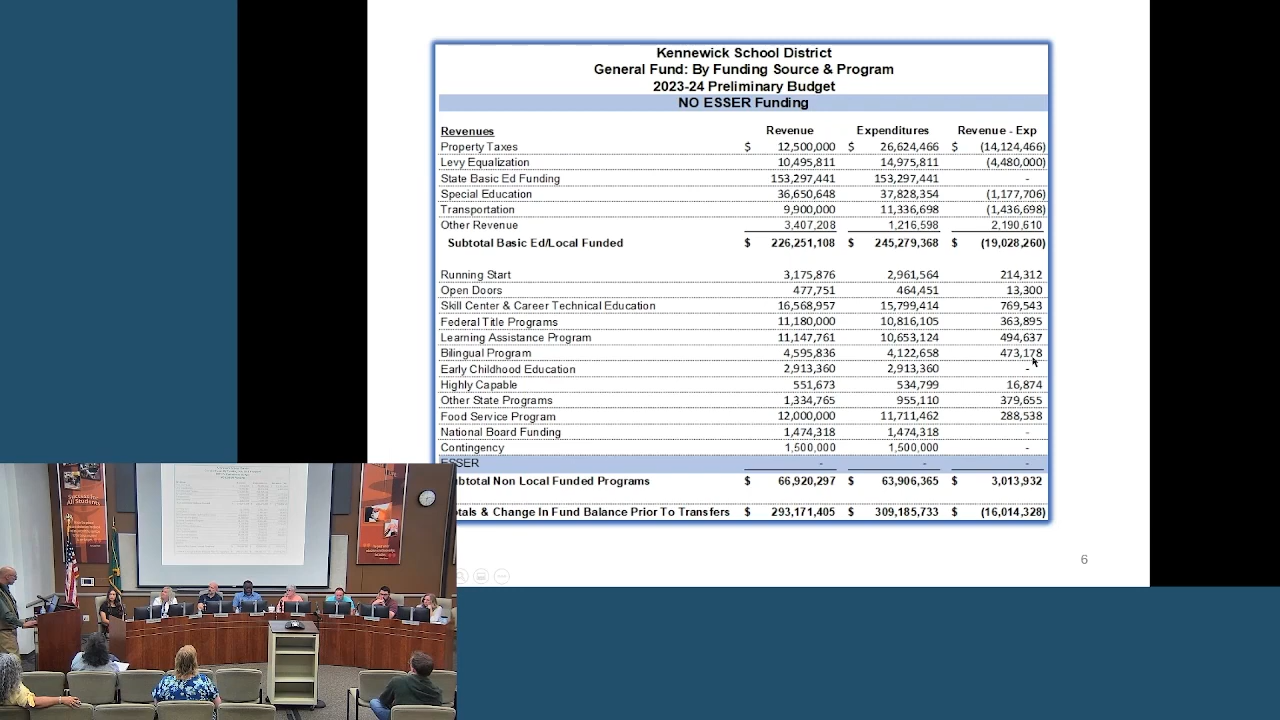 Kennewick School District
General Fund: By Funding Source & Program
2023-24 Preliminary Budget
NO ESSER Funding
Revenues Revenue Expenditures Revenue - Exp
Property Taxes $ 12,500,000 $ 26,624,466 $ (14,124,466)
Levy Equalization 10,495,811 14,975,811 (4,480,000)
State Basic Ed Funding 153,297,441 153,297,441 -
Special Education 36,650,648 37,828,354 (1,177,706)
Transportation 9,900,000 11,336,698 (1,436,698)
Other Revenue 3,407,208 1,216,598 2,190,610
Subtotal Basic Ed/Local Funded $ 226,251,108 $ 245,279,368 $ (19,028,260)
Running Start 3,175,876 2,961,564 214,312
Open Doors 477,751 464,451 13,300
Skill Center & Career Technical Education 16,568,957 15,799,414 769,543
Federal Title Programs 11,180,000 10,816,105 363,895
Learning Assistance Program 11,147,761 10,653,124 494,637
Bilingual Program 4,595,836 4,122,658 473,178
Early Childhood Education 2,913,360 2,913,360 -
Highly Capable 551,673 534,799 16,874
Other State Programs 1,334,765 955,110 379,655
Food Service Program 12,000,000 11,711,462 288,538
National Board Funding 1,474,318 1,474,318 -
Contingency 1,500,000 1,500,000 -
ESSER - - -
ubtotal Non Local Funded Programs $ 66,920,297 $ 63,906,365 $ 3,013,932
otals & Change In Fund Balance Prior To Transfers $ 293,171,405 $ 309,185,733 $ (16,014,328)
6
Success for
All Students